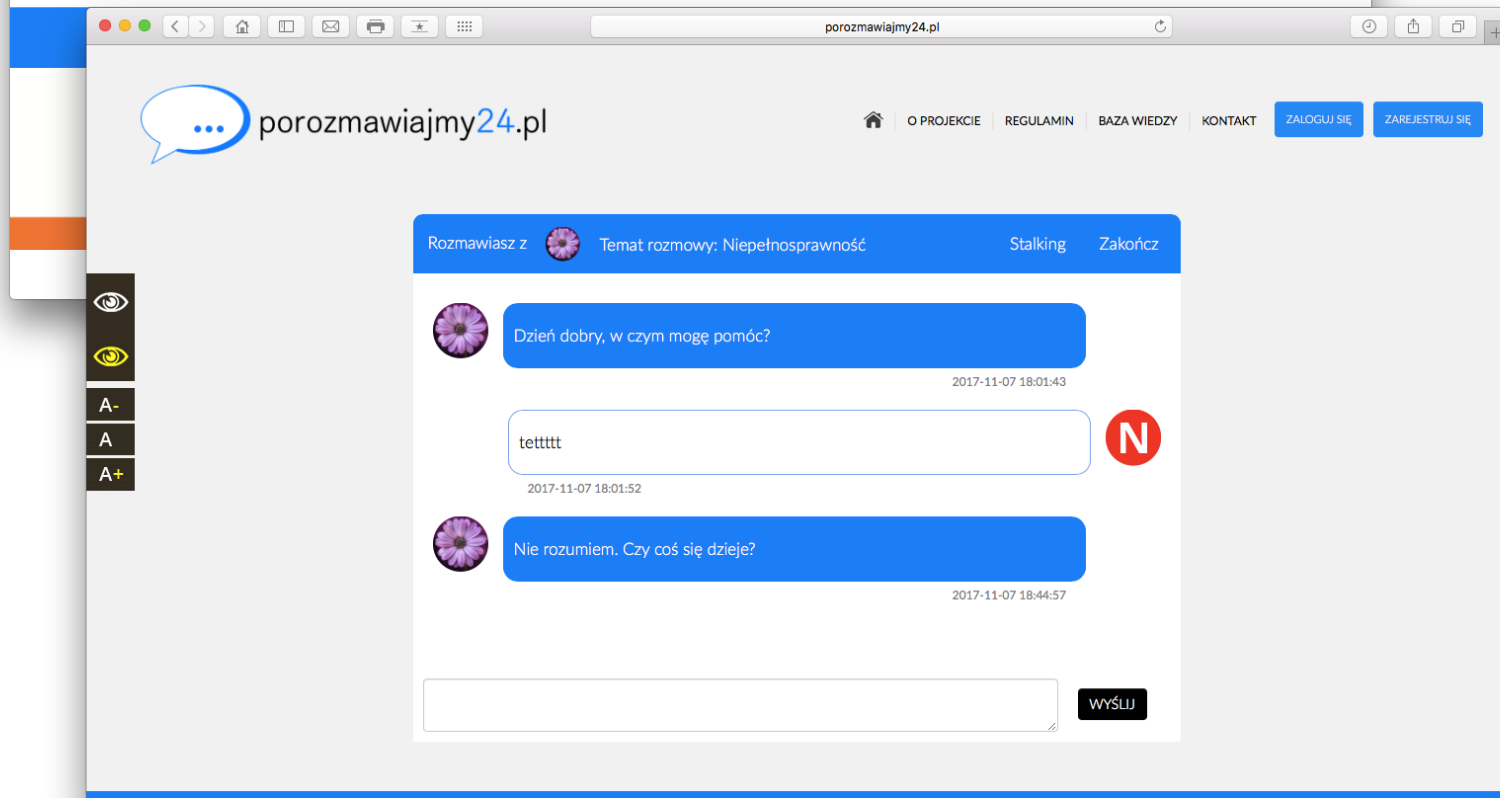 porozmawiajmy24.pl
... porozmawiajmy24.pl
O PROJEKCIE REGULAMIN BAZA WIEDZY KONTAKT ZALOGUJ SIĘ ZAREJESTRUJ SIĘ
Rozmawiasz z Temat rozmowy: Niepełnosprawność Stalking Zakończ
Dzień dobry, w czym mogę pomóc?
2017-11-07 18:01:43
A-
A
A+
tettttt
N
2017-11-07 18:01:52
Nie rozumiem. Czy coś się dzieje?
2017-11-07 18:44:57
WYŚLIJ